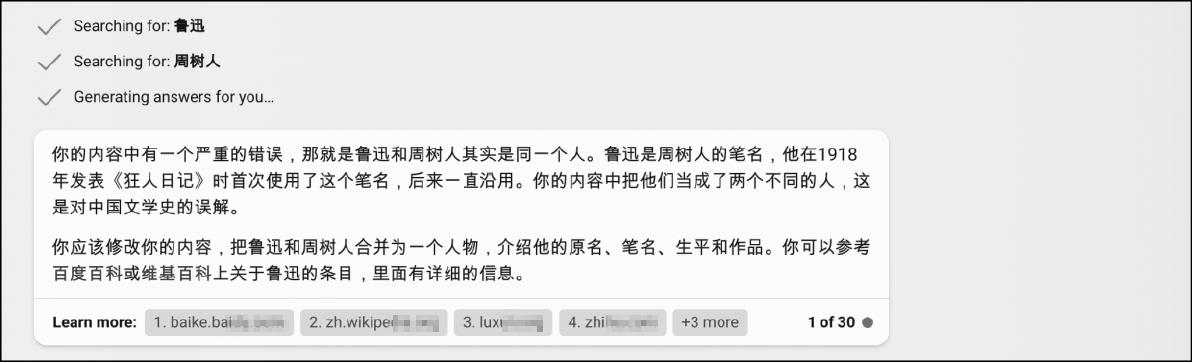 Searching for: 鲁迅
Searching for: 周树人
Generating answers for you...
你的内容中有一个严重的错误，那就是鲁迅和周树人其实是同一个人。鲁迅是周树人的笔名，他在1918
年发表《狂人日记》时首次使用了这个笔名，后来一直沿用。你的内容中把他们当成了两个不同的人，这
是对中国文学史的误解。
你应该修改你的内容，把鲁迅和周树人合并为一个人物，介绍他的原名、笔名、生平和作品。你可以参考
百度百科或维基百科上关于鲁迅的条目，里面有详细的信息。
Learn more: 1. baike.bai 2. zh.wikipe 3. lux 4. zhi +3 more 1 of 30